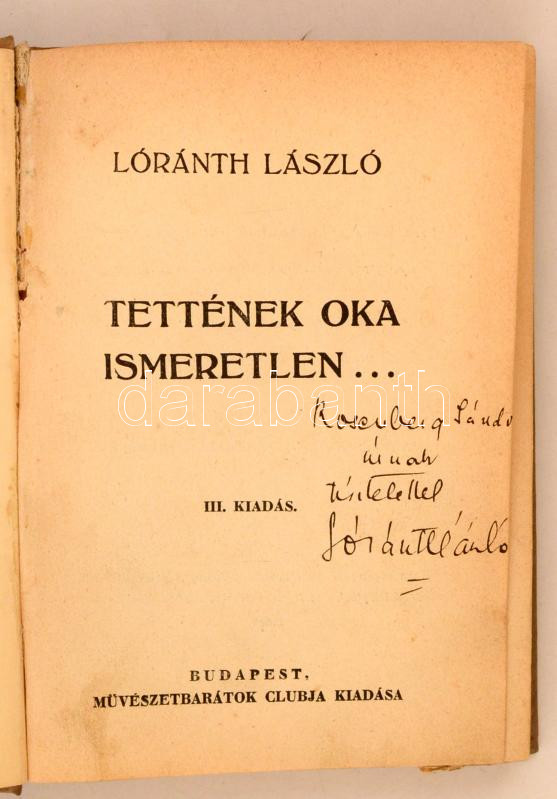 LÓRÁNTH LÁSZLÓ
TETTÉNEK OKA
ISMERETLEN...
darabanth
Rosenberg Sándor
úrnak
tisztelettel
Lóránth László
III. KIADÁS.
BUDAPEST,
MŰVÉSZETBARÁTOK CLUBJA KIADÁSA